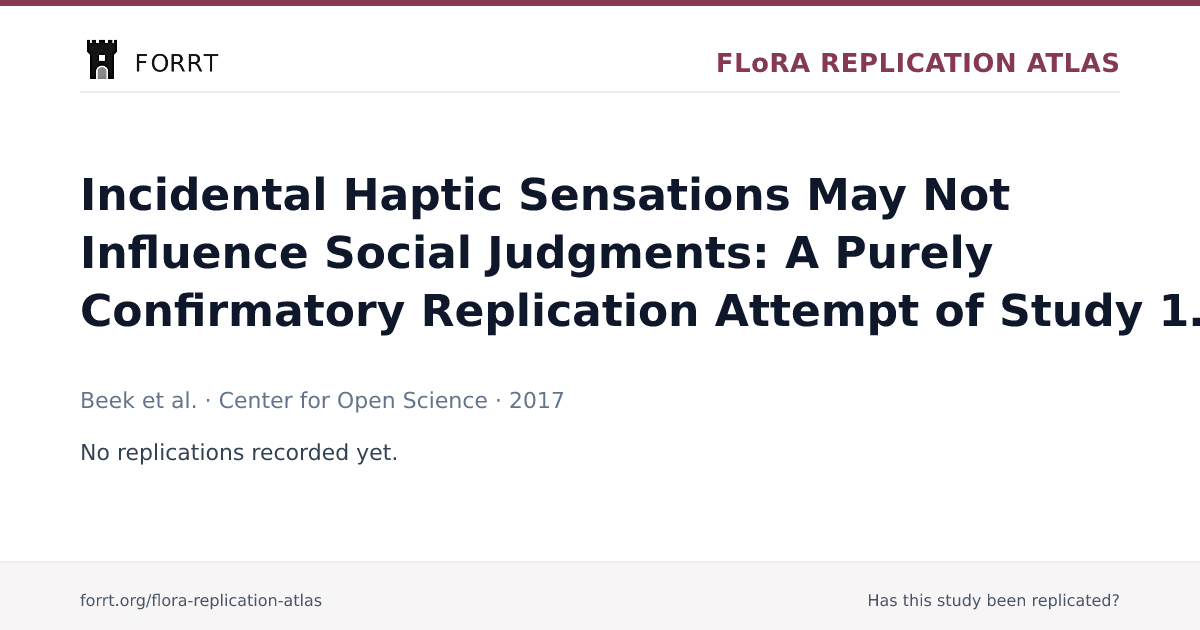 FORRT
FLoRA REPLICATION ATLAS
Incidental Haptic Sensations May Not
Influence Social Judgments: A Purely
Confirmatory Replication Attempt of Study 1.
Beek et al. · Center for Open Science · 2017
No replications recorded yet.
forrt.org/flora-replication-atlas
Has this study been replicated?